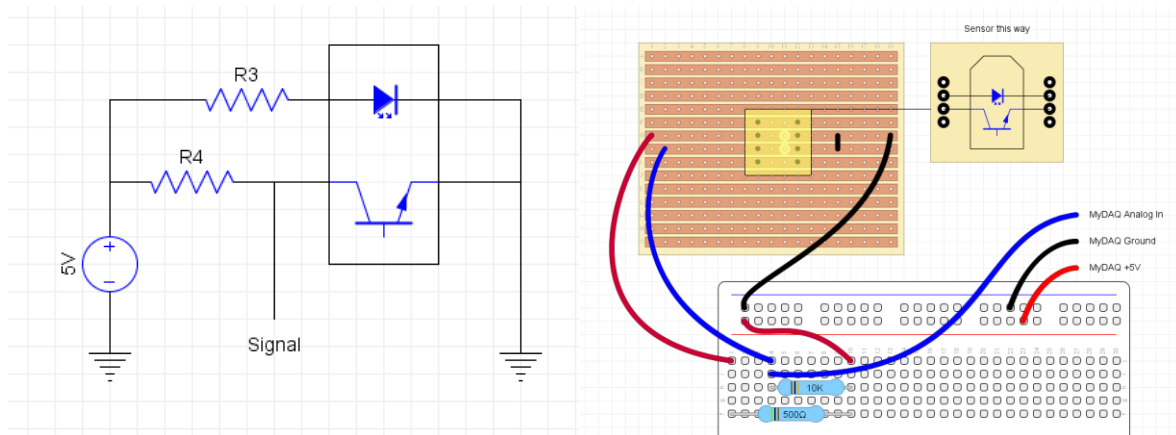 R3
R4
5V
+
−
Signal
Sensor this way
MyDAQ Analog In
MyDAQ Ground
MyDAQ +5V
10K
500Ω